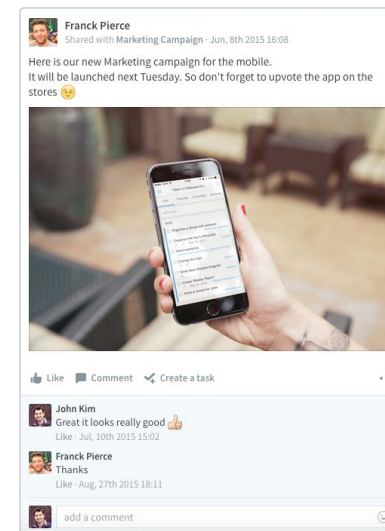 Franck Pierce
Shared with Marketing Campaign · Jun, 8th 2015 16:08
Here is our new Marketing campaign for the mobile.
It will be launched next Tuesday. So don't forget to upvote the app on the
stores 😉
Like Comment Create a task
John Kim
Great it looks really good 👍
Like · Jul, 10th 2015 15:02
Franck Pierce
Thanks
Like · Aug, 27th 2015 18:11
add a comment